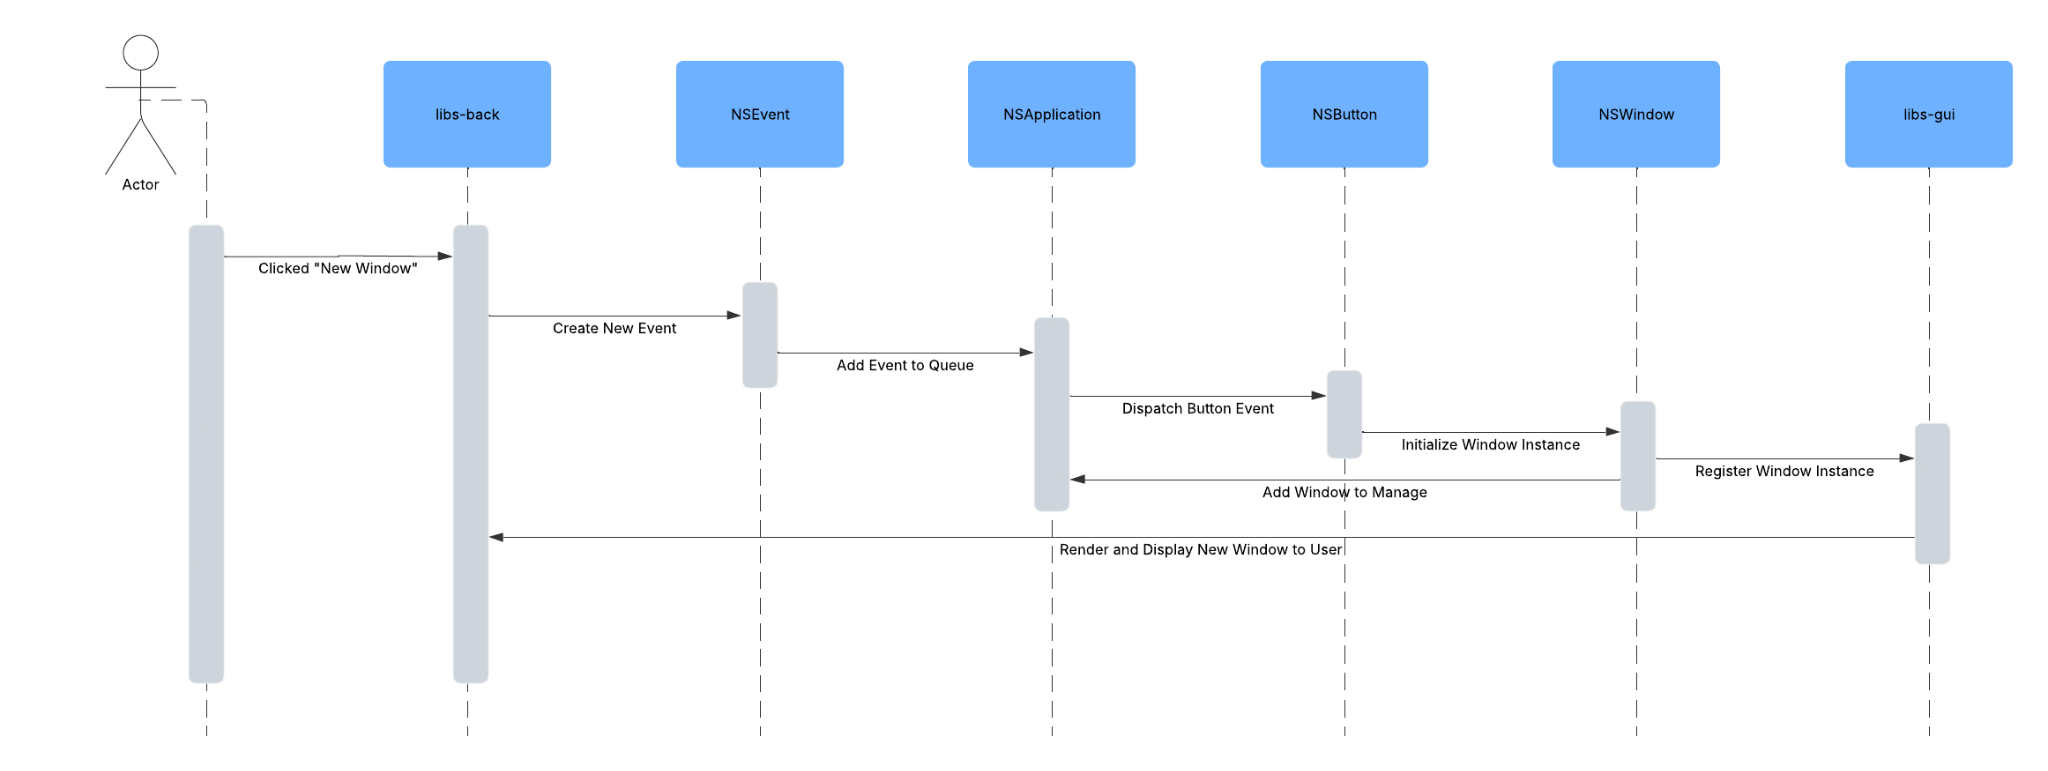 Actor
libs-back
NSEvent
NSApplication
NSButton
NSWindow
libs-gui
Clicked "New Window"
Create New Event
Add Event to Queue
Dispatch Button Event
Initialize Window Instance
Register Window Instance
Add Window to Manage
Render and Display New Window to User